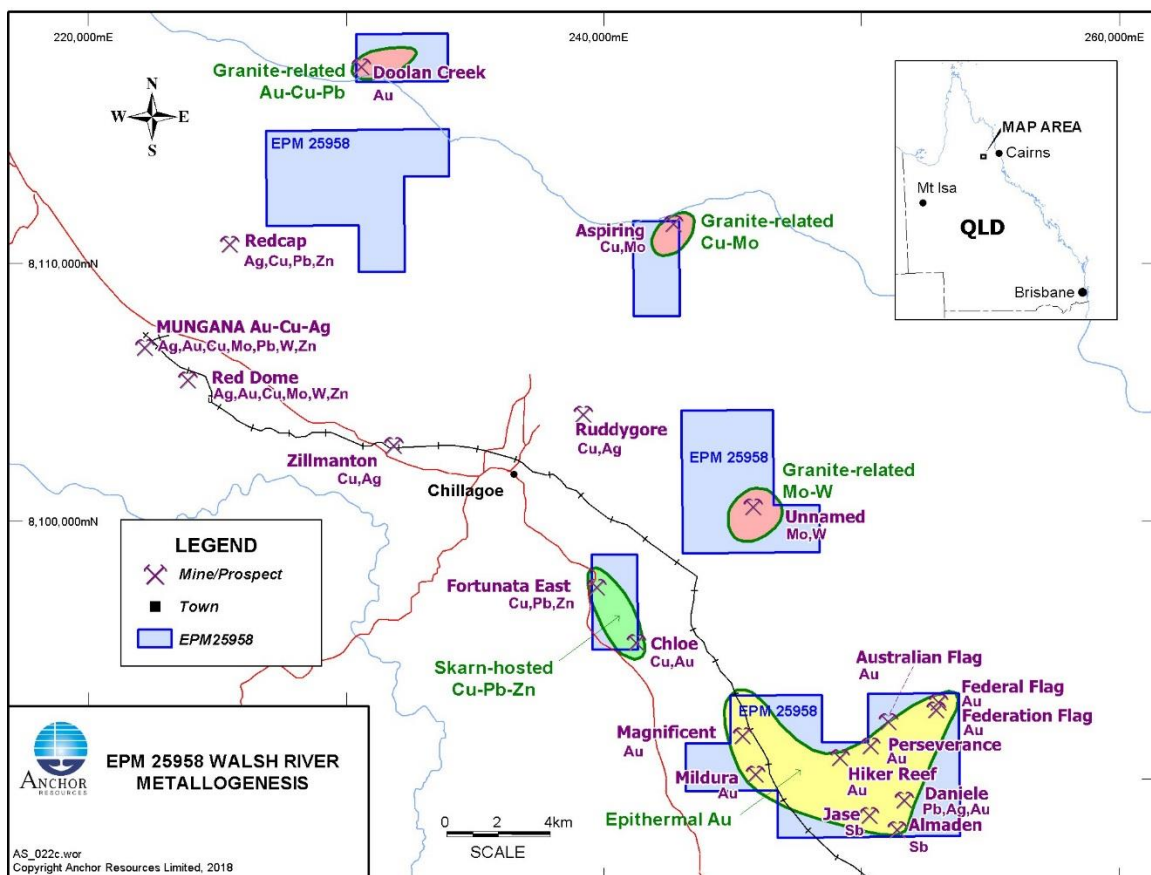 220,000mE
240,000mE
260,000mE
Granite-related
Au-Cu-Pb
Doolan Creek
Au
N
W
E
S
EPM 25958
MAP AREA
Cairns
Mt Isa
QLD
Brisbane
Aspiring
Cu,Mo
Granite-related
Cu-Mo
Redcap
Ag,Cu,Pb,Zn
8,110,000mN
MUNGANA Au-Cu-Ag
Ag,Au,Cu,Mo,Pb,W,Zn
Red Dome
Ag,Au,Cu,Mo,W,Zn
Ruddygore
Cu,Ag
Zillmanton
Cu,Ag
Chillagoe
EPM 25958
Granite-related
Mo-W
Unnamed
Mo,W
8,100,000mN
LEGEND
Mine/Prospect
Town
EPM25958
Fortunata East
Cu,Pb,Zn
Chloe
Cu,Au
Skarn-hosted
Cu-Pb-Zn
Australian Flag
Au
Federal Flag
Au
Federation Flag
Au
EPM 25958
Magnificent
Au
Perseverance
Au
Hiker Reef
Au
Mildura
Au
Daniele
Pb,Ag,Au
Jase
Sb
Almaden
Sb
Epithermal Au
0 2 4km
SCALE
ANCHOR
RESOURCES
EPM 25958 WALSH RIVER
METALLOGENESIS
AS_022c.wor
Copyright Anchor Resources Limited, 2018